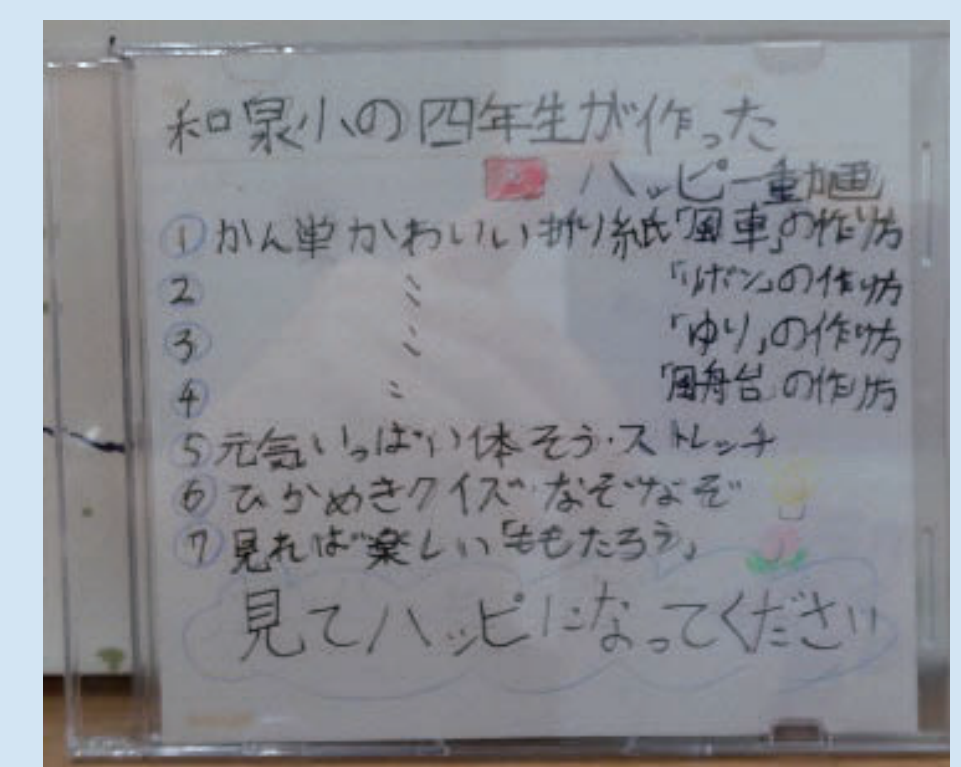 和泉小の四年生が作った
ハッピー動画
① かん単かわいい折り紙「風車」の作り方
② 〃 「リボン」の作り方
③ 〃 「ゆり」の作り方
④ 〃 「風舟台」の作り方
⑤ 元気いっぱい体そう・ストレッチ
⑥ ひらめきクイズ・なぞなぞ
⑦ 見れば楽しい「ももたろう」
見てハッピになってください